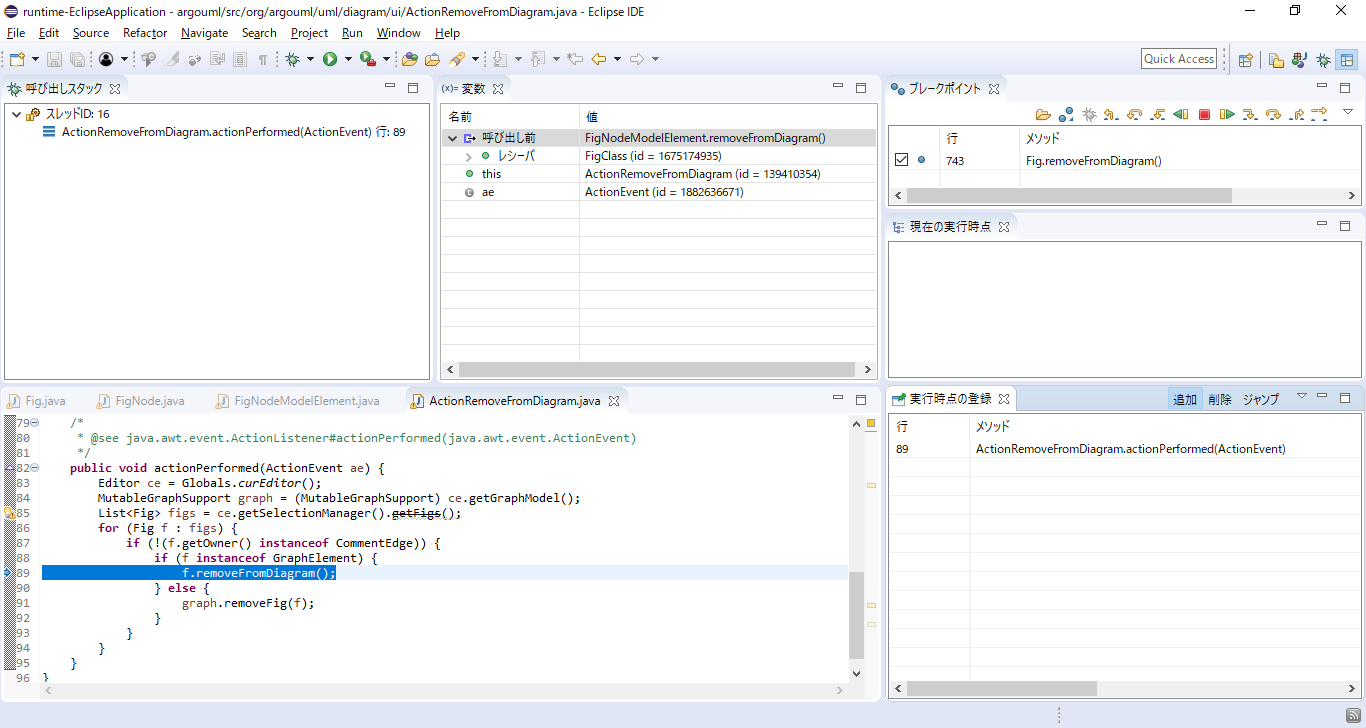 runtime-EclipseApplication - argouml/src/org/argouml/uml/diagram/ui/ActionRemoveFromDiagram.java - Eclipse IDE
File Edit Source Refactor Navigate Search Project Run Window Help
Quick Access
呼び出しスタック
スレッドID: 16
ActionRemoveFromDiagram.actionPerformed(ActionEvent) 行: 89
(x)= 変数
名前 値
呼び出し前 FigNodeModelElement.removeFromDiagram()
レシーバ FigClass (id = 1675174935)
this ActionRemoveFromDiagram (id = 139410354)
ae ActionEvent (id = 1882636671)
ブレークポイント
行 メソッド
743 Fig.removeFromDiagram()
現在の実行時点
Fig.java FigNode.java FigNodeModelElement.java ActionRemoveFromDiagram.java
79 /*
80 * @see java.awt.event.ActionListener#actionPerformed(java.awt.event.ActionEvent)
81 */
82 public void actionPerformed(ActionEvent ae) {
83 Editor ce = Globals.curEditor();
84 MutableGraphSupport graph = (MutableGraphSupport) ce.getGraphModel();
85 List<Fig> figs = ce.getSelectionManager().getFigs();
86 for (Fig f : figs) {
87 if (!(f.getOwner() instanceof CommentEdge)) {
88 if (f instanceof GraphElement) {
89 f.removeFromDiagram();
90 } else {
91 graph.removeFig(f);
92 }
93 }
94 }
95 }
96 }
実行時点の登録 追加 削除 ジャンプ
行 メソッド
89 ActionRemoveFromDiagram.actionPerformed(ActionEvent)